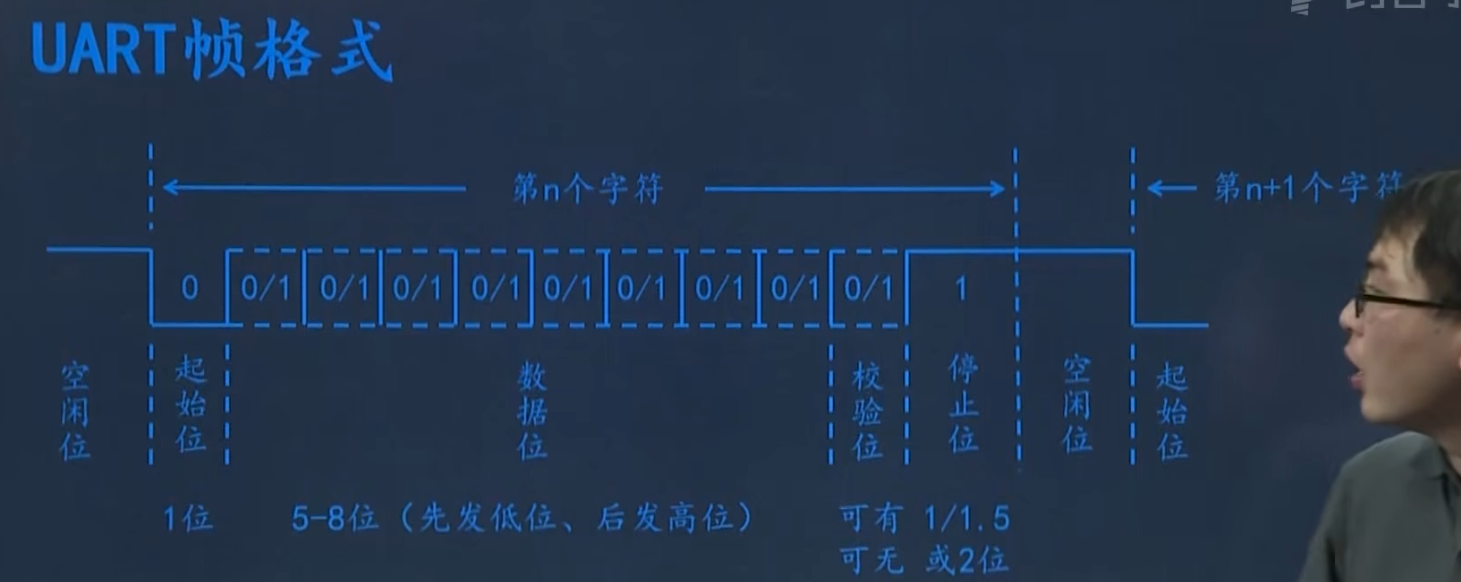 UART帧格式
第n个字符
第n+1个字符
0 0/1 0/1 0/1 0/1 0/1 0/1 0/1 0/1 0/1 1
空闲位
起始位
数据位
校验位
停止位
空闲位
起始位
1位
5-8位（先发低位、后发高位）
可有
可无
1/1.5
或2位